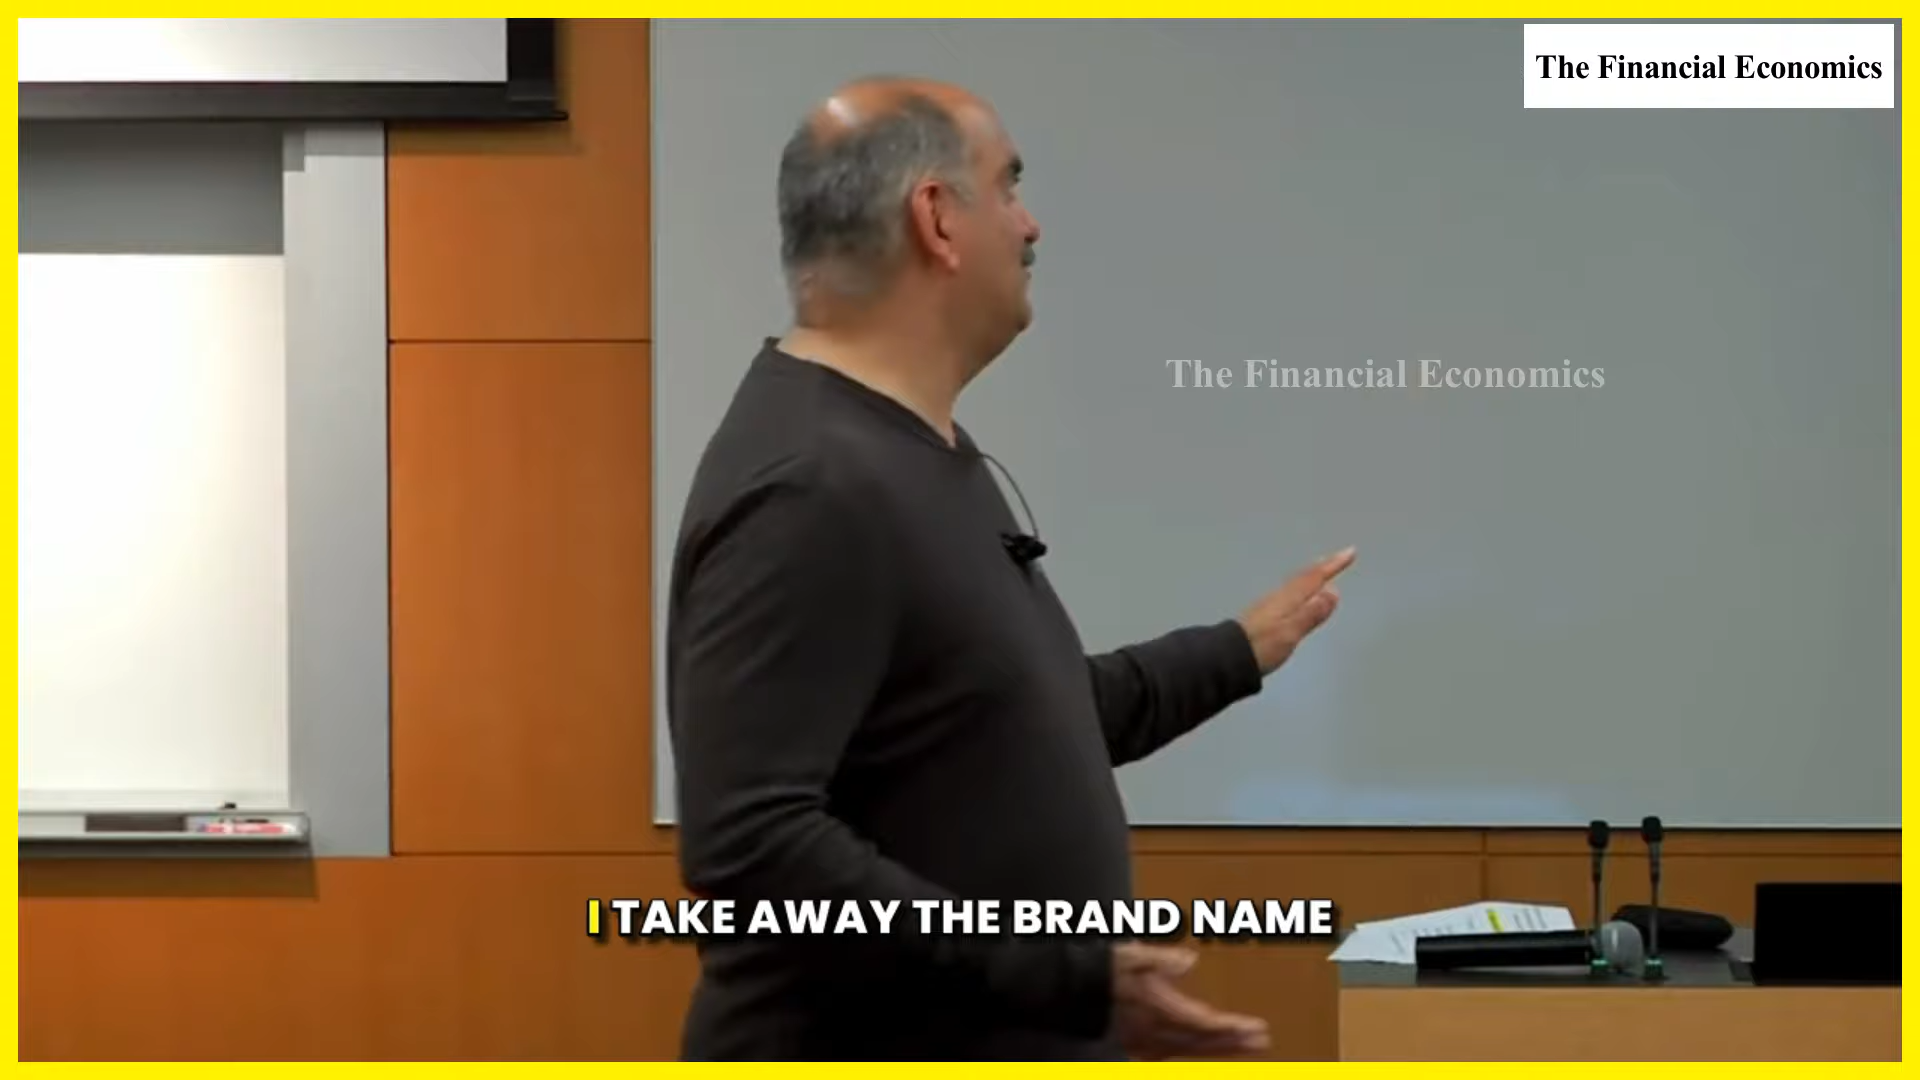 The Financial Economics
The Financial Economics
I TAKE AWAY THE BRAND NAME